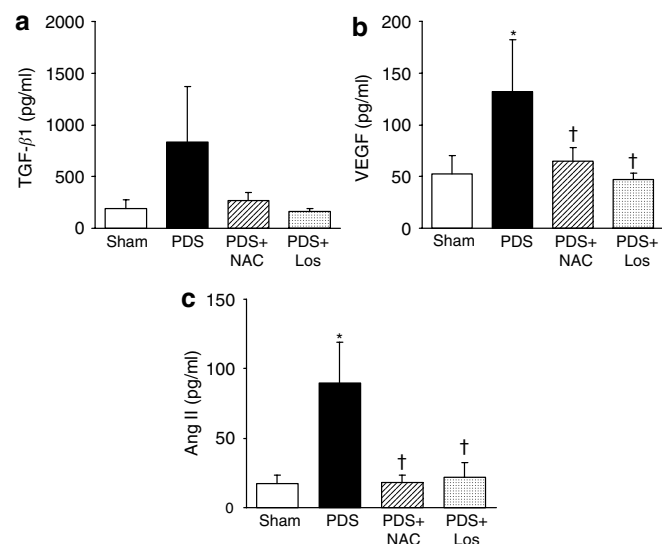 a
2000
1500
1000
500
0
TGF-β1 (pg/ml)
Sham PDS PDS+ PDS+
NAC Los
b
200
150
100
50
0
VEGF (pg/ml)
*
†
†
Sham PDS PDS+ PDS+
NAC Los
c
150
100
50
0
Ang II (pg/ml)
*
†
†
Sham PDS PDS+ PDS+
NAC Los